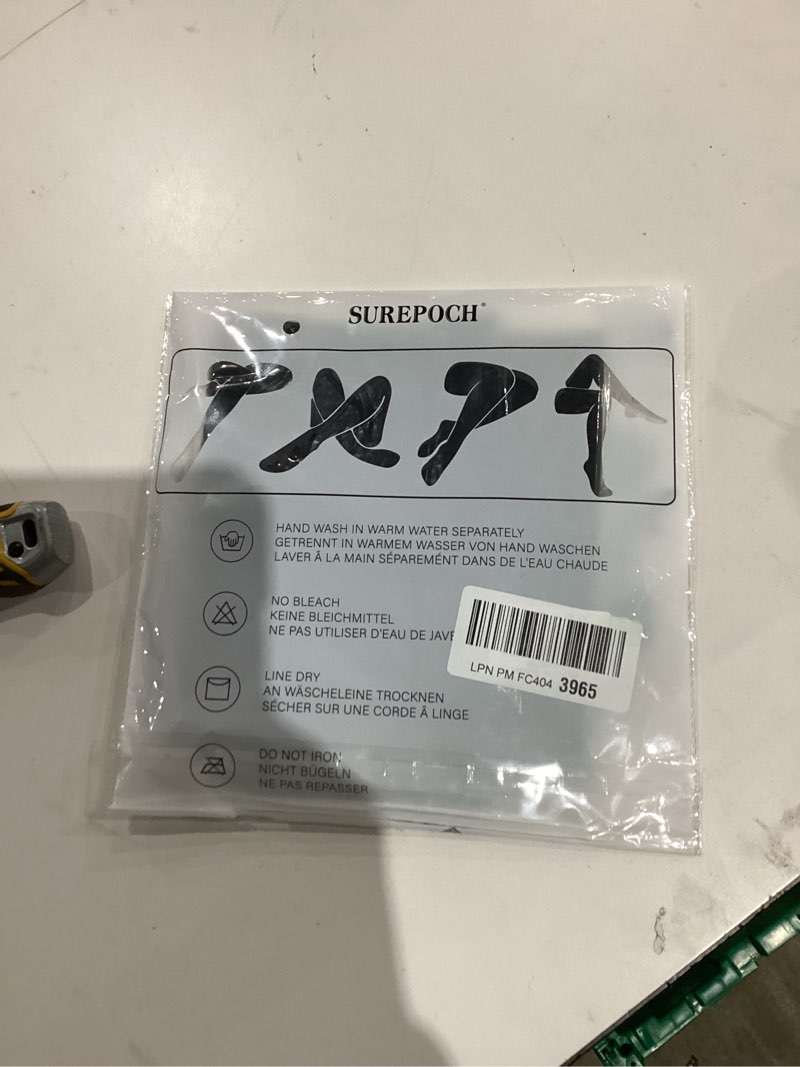 SUREPOCH®
HAND WASH IN WARM WATER SEPARATELY
GETRENNT IN WARMEM WASSER VON HAND WASCHEN
LAVER Â LA MAIN SÉPAREMÉNT DANS DE L'EAU CHAUDE
NO BLEACH
KEINE BLEICHMITTEL
NE PAS UTILISER D'EAU DE JAVE
LPN PM FC404 3965
LINE DRY
AN WÄSCHELEINE TROCKNEN
SÉCHER SUR UNE CORDE Â LINGE
DO NOT IRON
NICHT BÜGELN
NE PAS REPASSER